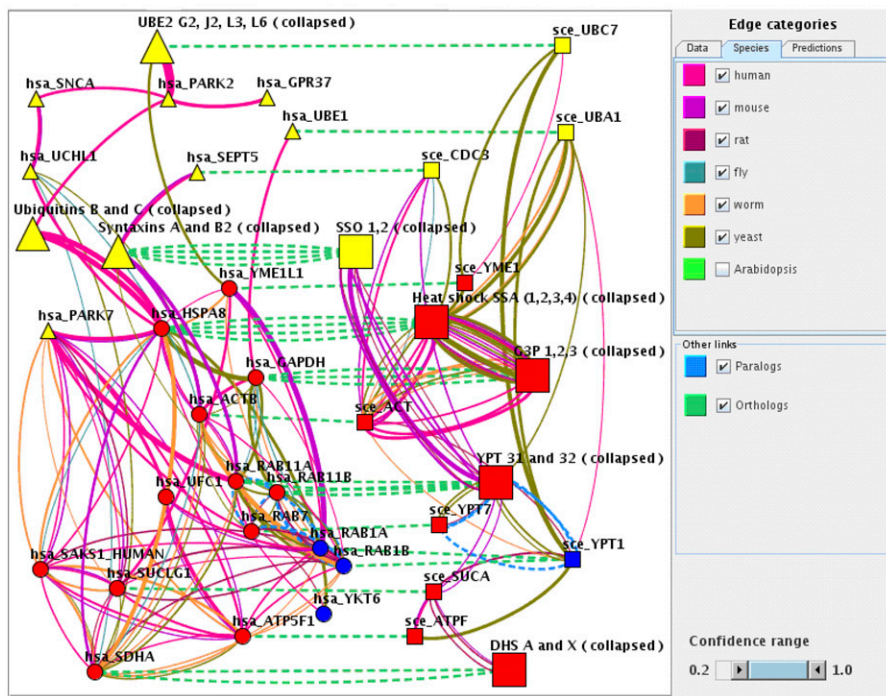 UBE2 G2, J2, L3, L6 (collapsed)
sce_UBC7
hsa_SNCA
hsa_PARK2
hsa_GPR37
hsa_UBE1
sce_UBA1
hsa_UCHL1
hsa_SEPT5
sce_CDC3
Ubiquitins B and C (collapsed)
Syntaxins A and B2 (collapsed)
SSO 1,2 (collapsed)
hsa_YME1L1
sce_YME1
Heat shock SSA (1,2,3,4) (collapsed)
hsa_PARK7
hsa_HSPA8
hsa_GAPDH
G3P 1,2,3 (collapsed)
hsa_ACTB
sce_ACT
hsa_RAB11A
hsa_RAB11B
YPT 31 and 32 (collapsed)
hsa_UFC1
hsa_RAB7
sce_YPT7
hsa_RAB1A
hsa_RAB1B
sce_YPT1
hsa_SAKS1_HUMAN
hsa_SUCLG1
sce_SUCA
hsa_YKT6
hsa_ATP5F1
sce_ATPF
hsa_SDHA
DHS A and X (collapsed)
Edge categories
Data Species Predictions
human
mouse
rat
fly
worm
yeast
Arabidopsis
Other links
Paralogs
Orthologs
Confidence range
0.2 1.0